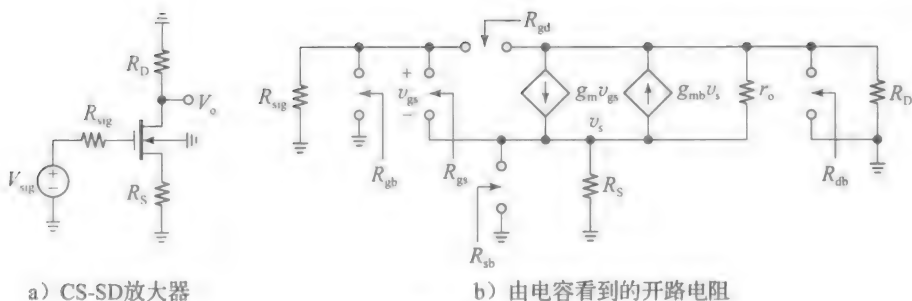 R_D
V_o
R_sig
V_sig
R_S
a）CS-SD放大器
R_gd
R_sig
+
v_gs
−
g_m v_gs
g_mb v_s
r_o
R_D
v_s
R_gb
R_gs
R_S
R_db
R_sb
b）由电容看到的开路电阻